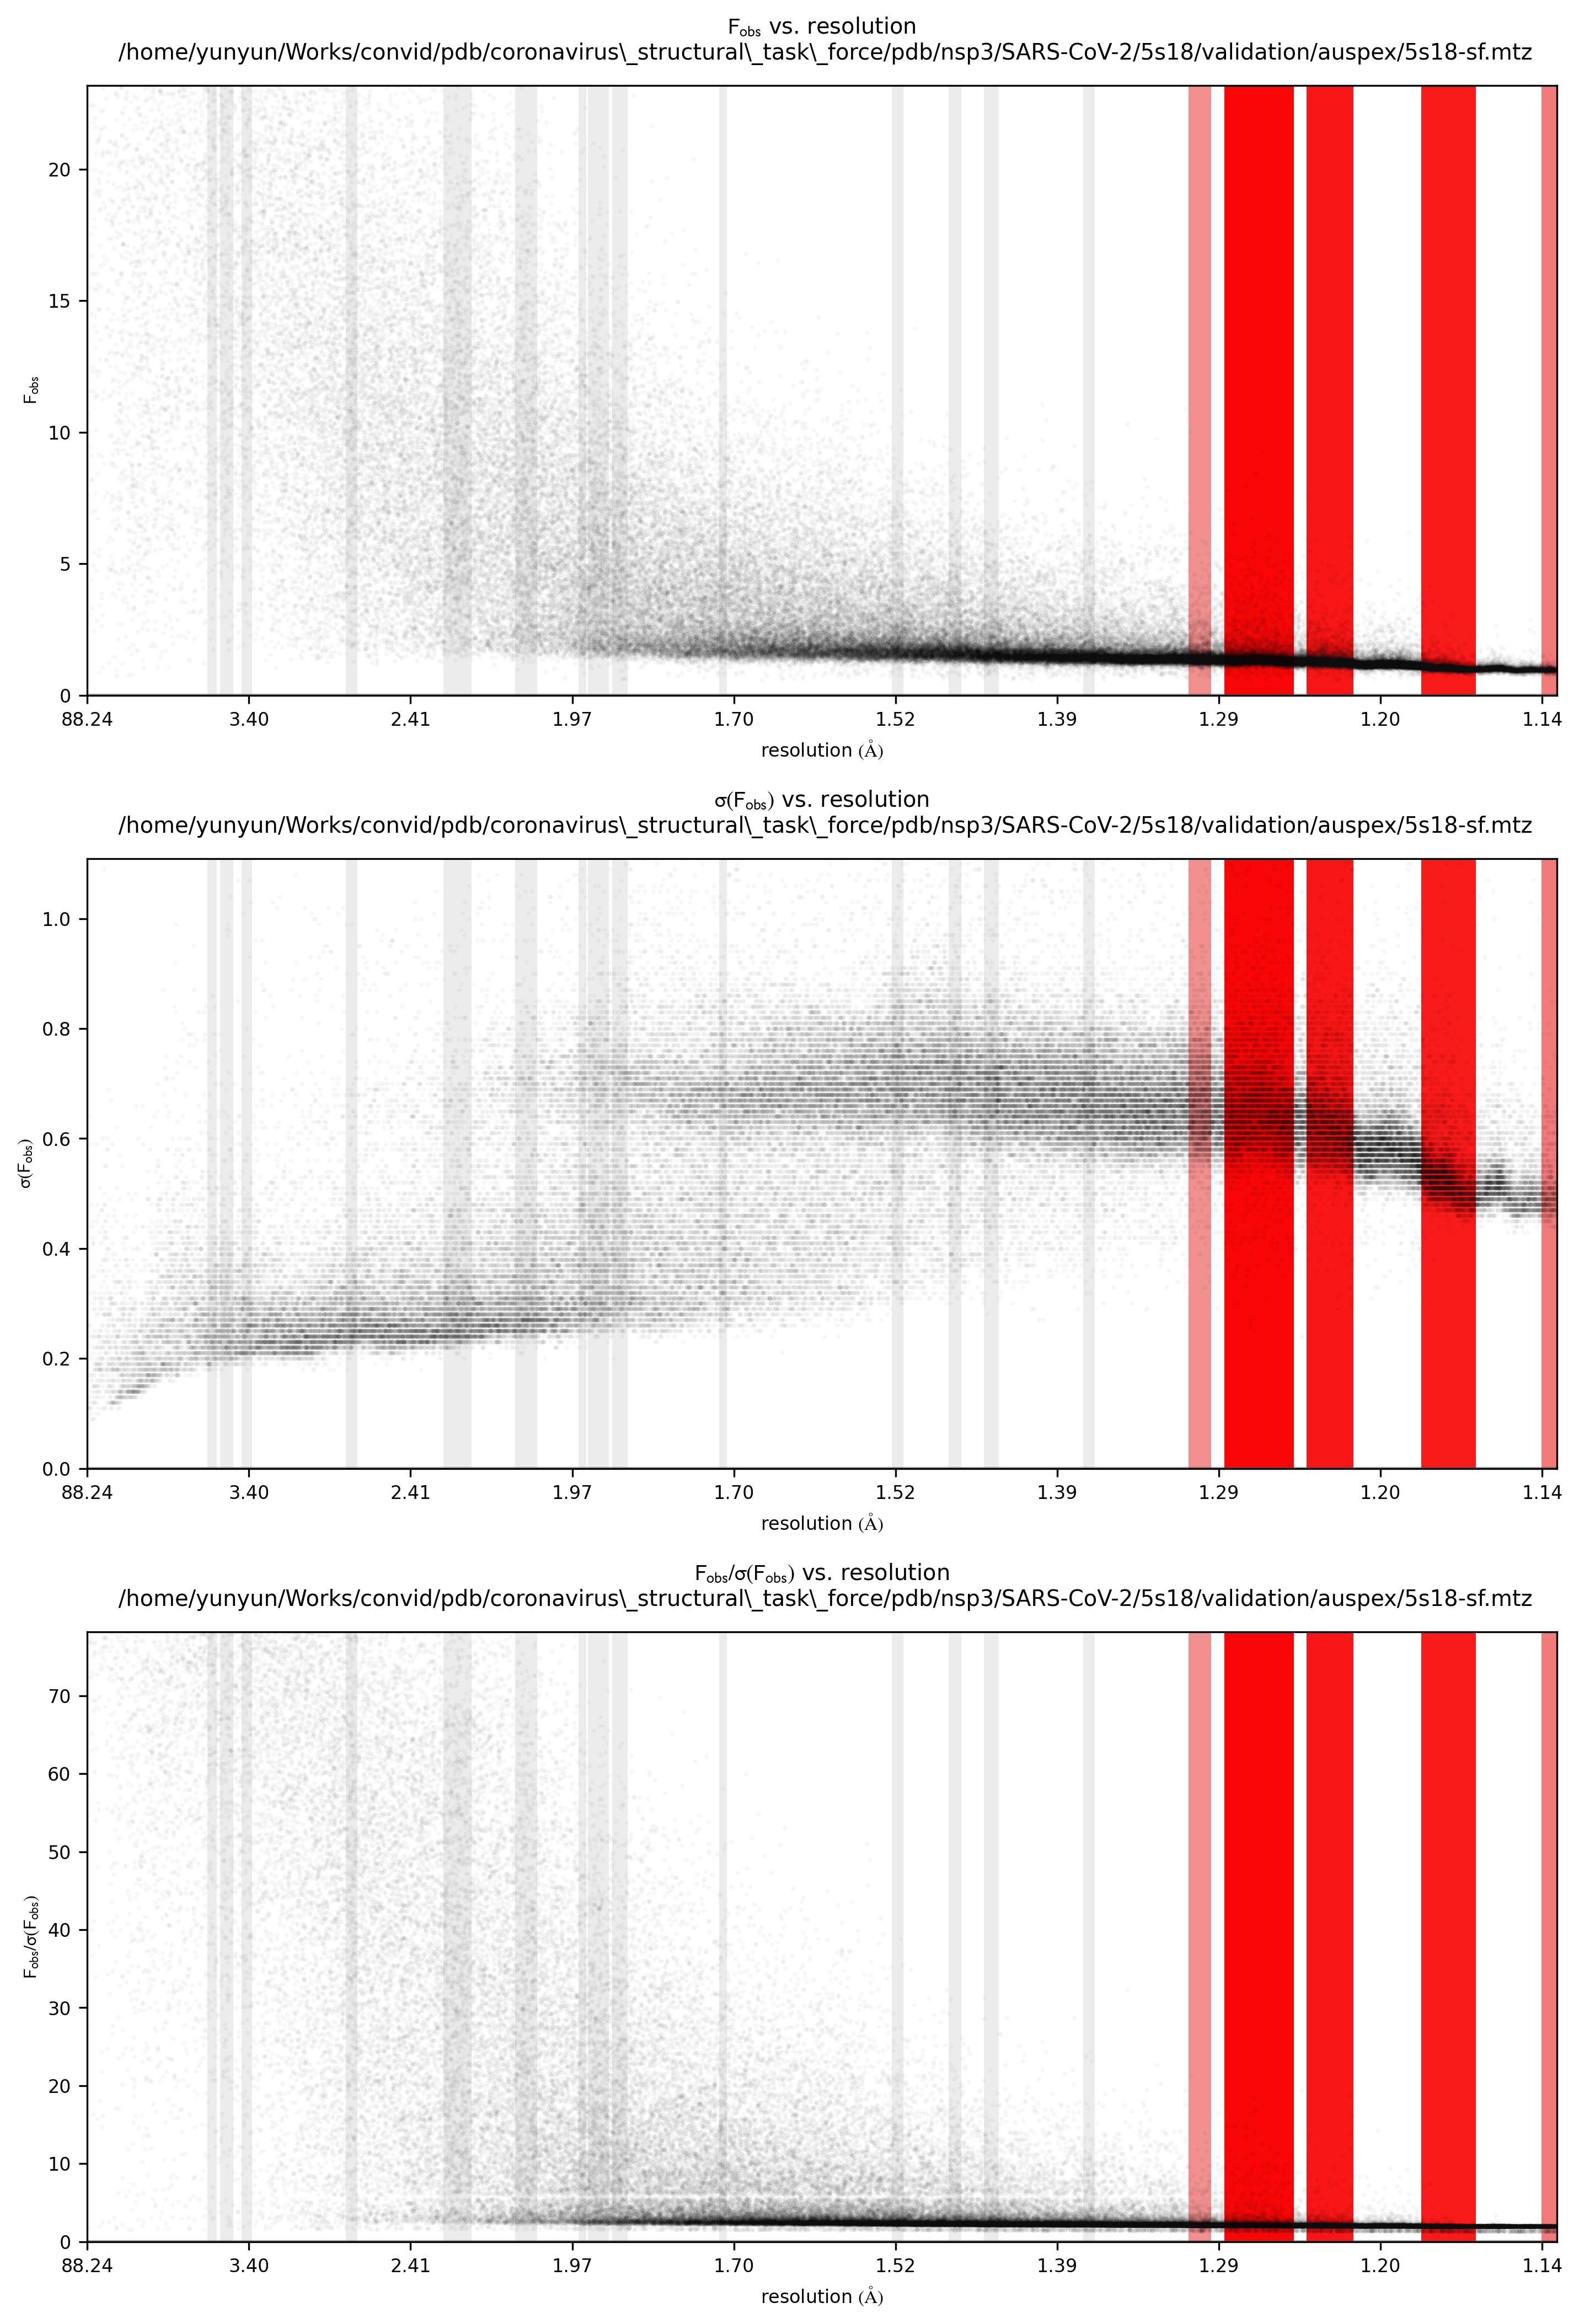 Fobs vs. resolution
/home/yunyun/Works/convid/pdb/coronavirus\_structural\_task\_force/pdb/nsp3/SARS-CoV-2/5s18/validation/auspex/5s18-sf.mtz
20
15
10
5
0
Fobs
88.24 3.40 2.41 1.97 1.70 1.52 1.39 1.29 1.20 1.14
resolution (Å)
σ(Fobs) vs. resolution
/home/yunyun/Works/convid/pdb/coronavirus\_structural\_task\_force/pdb/nsp3/SARS-CoV-2/5s18/validation/auspex/5s18-sf.mtz
1.0
0.8
0.6
0.4
0.2
0.0
σ(Fobs)
88.24 3.40 2.41 1.97 1.70 1.52 1.39 1.29 1.20 1.14
resolution (Å)
Fobs/σ(Fobs) vs. resolution
/home/yunyun/Works/convid/pdb/coronavirus\_structural\_task\_force/pdb/nsp3/SARS-CoV-2/5s18/validation/auspex/5s18-sf.mtz
70
60
50
40
30
20
10
0
Fobs/σ(Fobs)
88.24 3.40 2.41 1.97 1.70 1.52 1.39 1.29 1.20 1.14
resolution (Å)